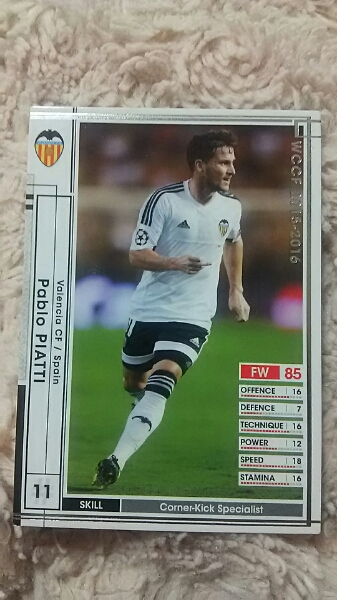 WCCF 2015-2016
Valencia CF / Spain
Pablo PIATTI
11
FW 85
OFFENCE 16
DEFENCE 7
TECHNIQUE 16
POWER 12
SPEED 18
STAMINA 16
SKILL Corner-Kick Specialist